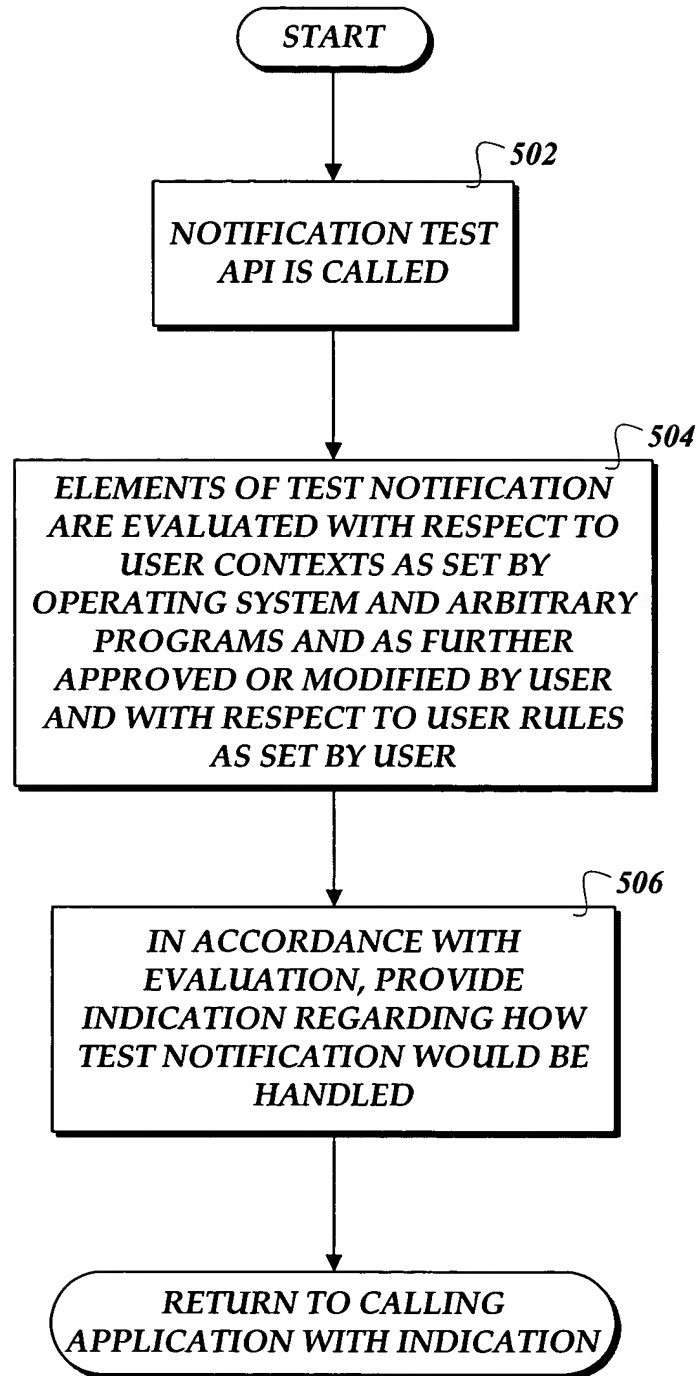 START
502
NOTIFICATION TEST
API IS CALLED
504
ELEMENTS OF TEST NOTIFICATION
ARE EVALUATED WITH RESPECT TO
USER CONTEXTS AS SET BY
OPERATING SYSTEM AND ARBITRARY
PROGRAMS AND AS FURTHER
APPROVED OR MODIFIED BY USER
AND WITH RESPECT TO USER RULES
AS SET BY USER
506
IN ACCORDANCE WITH
EVALUATION, PROVIDE
INDICATION REGARDING HOW
TEST NOTIFICATION WOULD BE
HANDLED
RETURN TO CALLING
APPLICATION WITH INDICATION